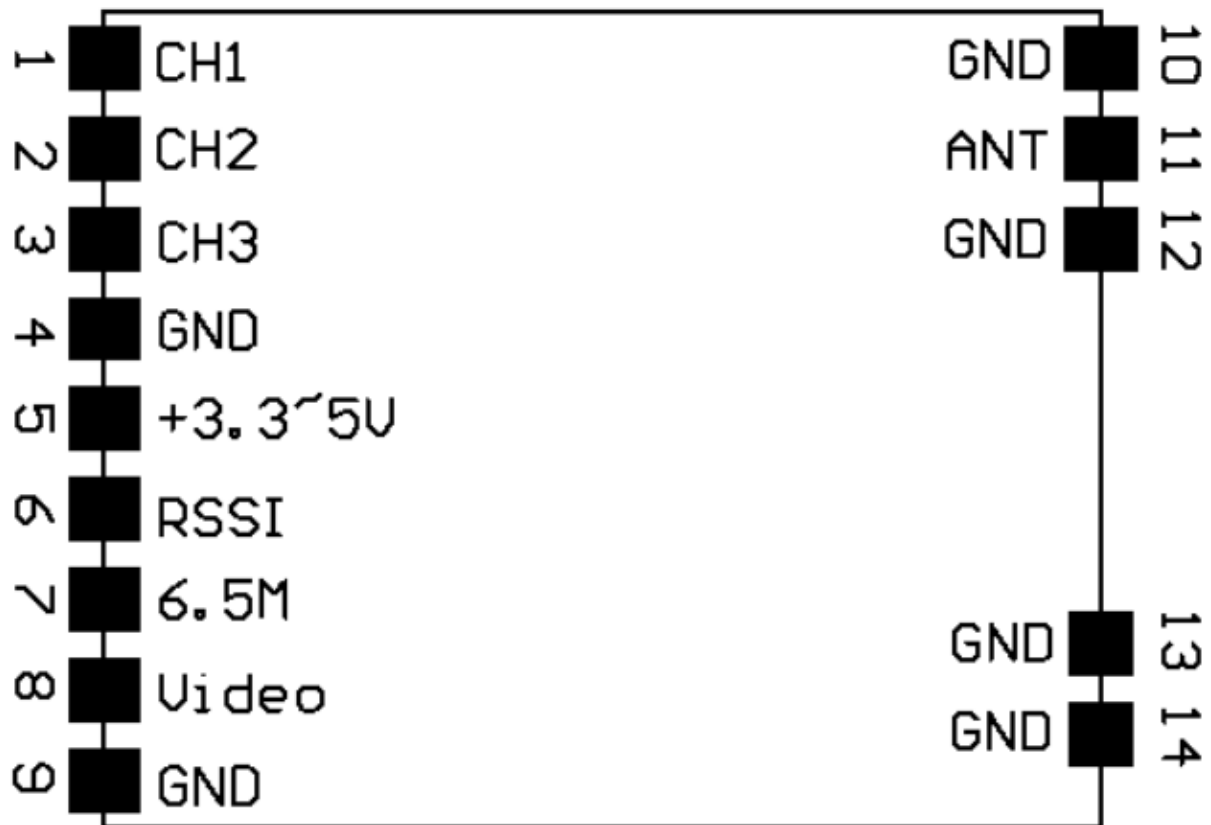 1 CH1
2 CH2
3 CH3
4 GND
5 +3.3~5V
6 RSSI
7 6.5M
8 Video
9 GND
GND 10
ANT 11
GND 12
GND 13
GND 14